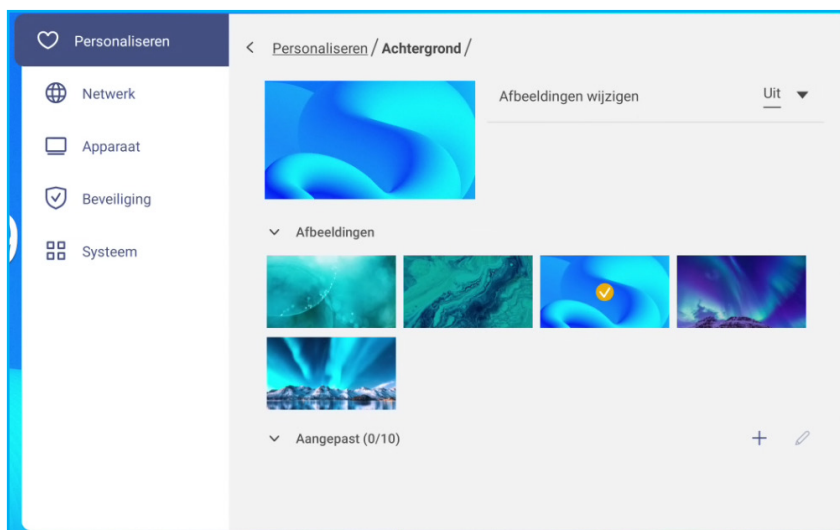 Personaliseren
Netwerk
Apparaat
Beveiliging
Systeem
Personaliseren / Achtergrond /
Afbeeldingen wijzigen
Uit
Afbeeldingen
Aangepast (0/10)